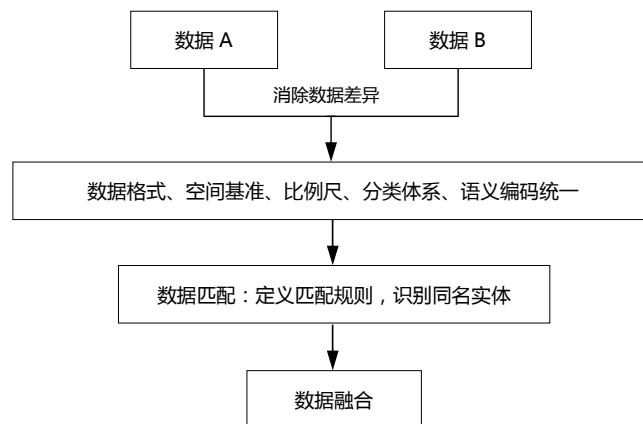 数据 A
数据 B
消除数据差异
数据格式、空间基准、比例尺、分类体系、语义编码统一
数据匹配：定义匹配规则，识别同名实体
数据融合